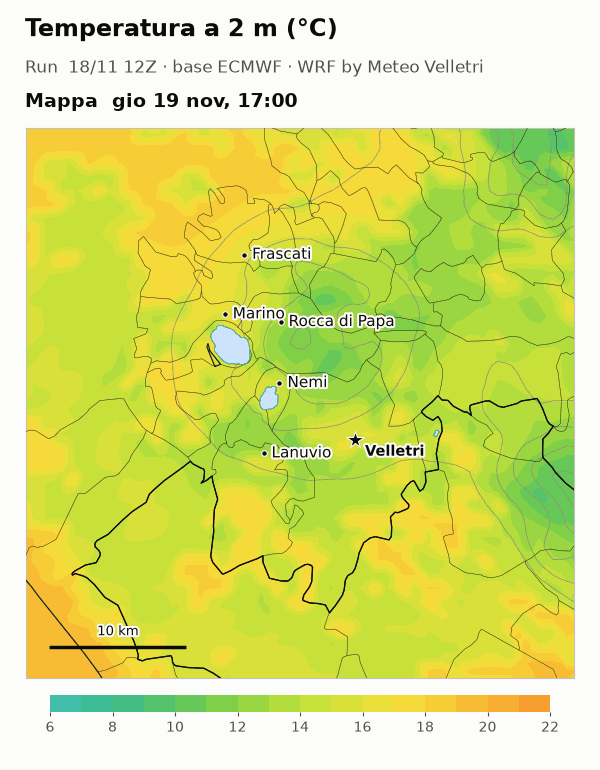 Temperatura a 2 m (°C)
Run 18/11 12Z · base ECMWF · WRF by Meteo Velletri
Mappa gio 19 nov, 17:00
Frascati
Marino
Rocca di Papa
Nemi
Velletri
Lanuvio
10 km
6 8 10 12 14 16 18 20 22